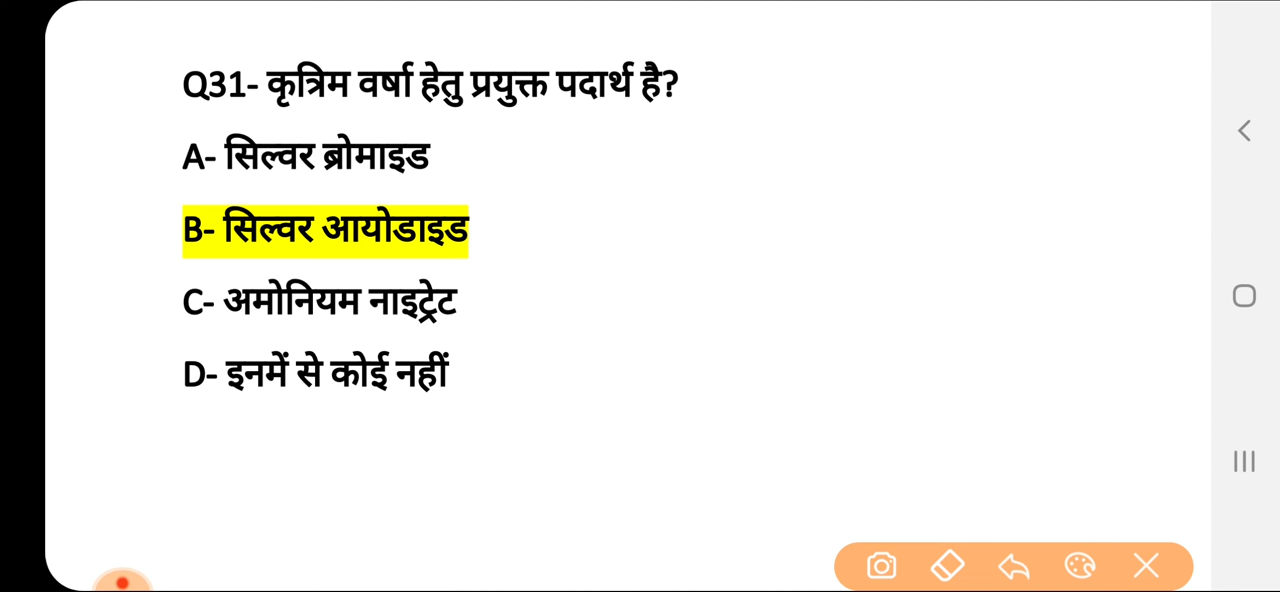 Q31- कृत्रिम वर्षा हेतु प्रयुक्त पदार्थ है?
A- सिल्वर ब्रोमाइड
B- सिल्वर आयोडाइड
C- अमोनियम नाइट्रेट
D- इनमें से कोई नहीं